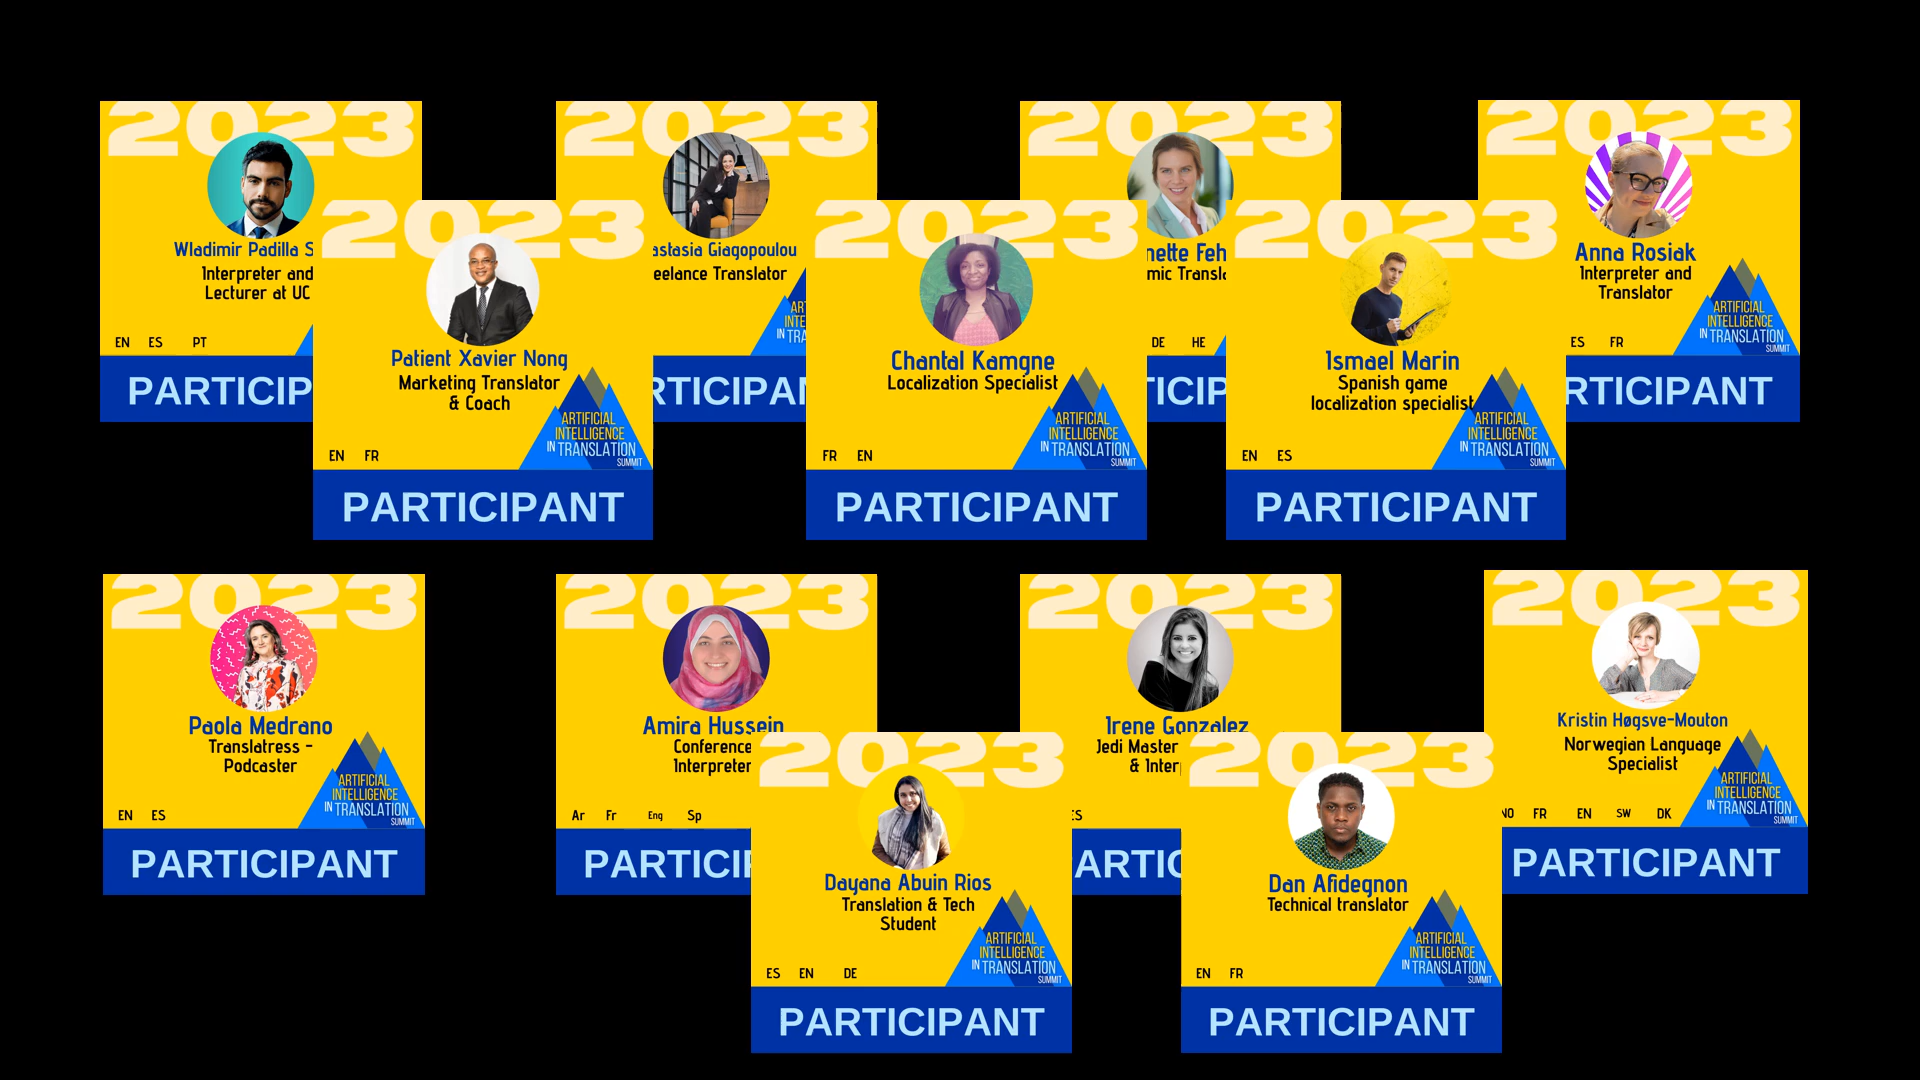 2023
Wladimir Padilla S
Interpreter and
Lecturer at UC
EN ES PT
PARTICIP
2023
astasia Giagopoulou
eelance Translator
AR
INTE
IN TRA
RTICIPAN
2023
nette Feh
mic Transla
DE HE
TICIP
2023
Anna Rosiak
Interpreter and
Translator
ES FR
ARTIFICIAL
INTELLIGENCE
IN TRANSLATION
SUMMIT
RTICIPANT
2023
Patient Xavier Nong
Marketing Translator
& Coach
EN FR
ARTIFICIAL
INTELLIGENCE
IN TRANSLATION
SUMMIT
PARTICIPANT
2023
Chantal Kamgne
Localization Specialist
FR EN
ARTIFICIAL
INTELLIGENCE
IN TRANSLATION
SUMMIT
PARTICIPANT
2023
Ismael Marin
Spanish game
localization specialist
EN ES
ARTIFICIAL
INTELLIGENCE
IN TRANSLATION
SUMMIT
PARTICIPANT
2023
Paola Medrano
Translatress -
Podcaster
EN ES
ARTIFICIAL
INTELLIGENCE
IN TRANSLATION
SUMMIT
PARTICIPANT
2023
Amira Hussein
Conference
Interpreter
Ar Fr Eng Sp
PARTICIP
2023
Irene Gonzalez
Jedi Master
& Inter
ES
ARTIC
2023
Kristin Høgsve-Mouton
Norwegian Language
Specialist
NO FR EN SW DK
ARTIFICIAL
INTELLIGENCE
IN TRANSLATION
SUMMIT
PARTICIPANT
2023
Dayana Abuin Rios
Translation & Tech
Student
ES EN DE
ARTIFICIAL
INTELLIGENCE
IN TRANSLATION
SUMMIT
PARTICIPANT
2023
Dan Afidegnon
Technical translator
EN FR
ARTIFICIAL
INTELLIGENCE
IN TRANSLATION
SUMMIT
PARTICIPANT